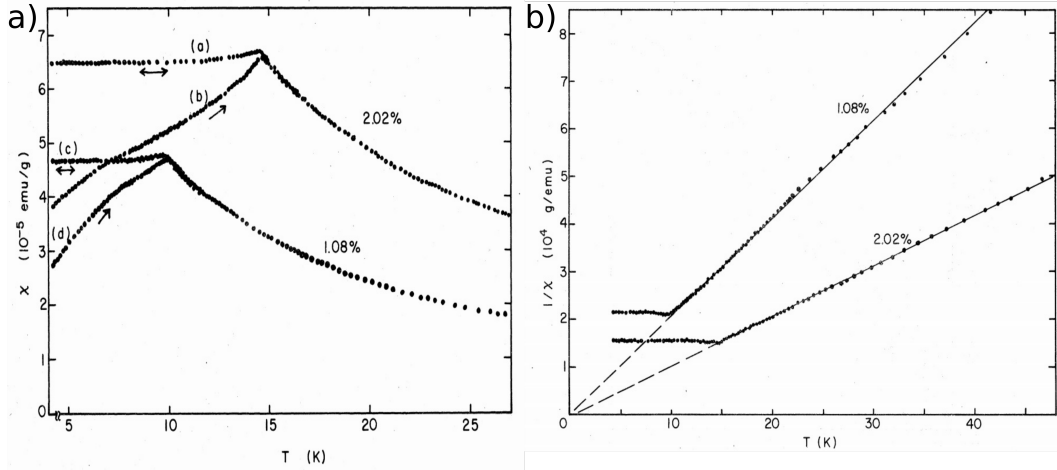 a)
7
6
5
4
3
2
1
0
χ (10⁻⁵ emu/g)
(a)
(b)
(c)
(d)
2.02%
1.08%
5 10 15 20 25
T (K)
b)
8
7
6
5
4
3
2
1
1/χ (10⁴ g/emu)
1.08%
2.02%
0 10 20 30 40
T (K)